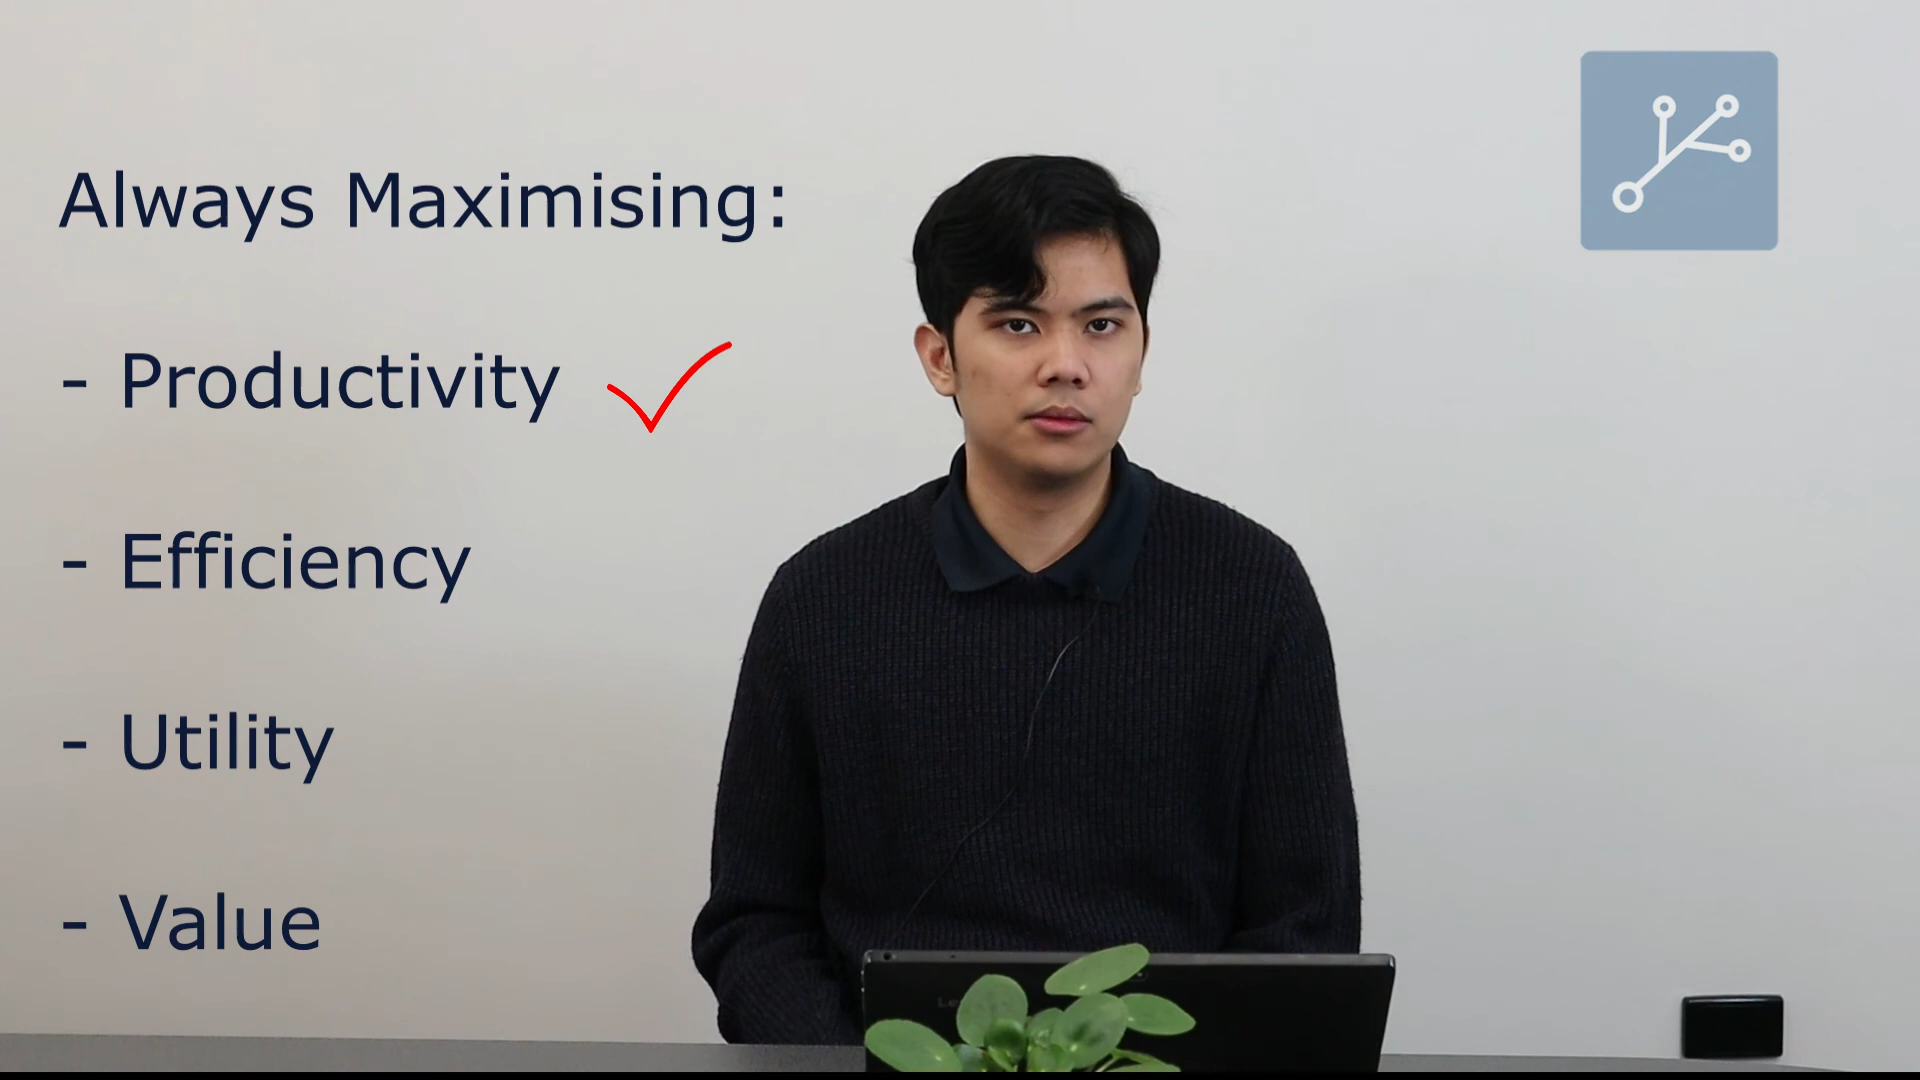 Always Maximising:
- Productivity
- Efficiency
- Utility
- Value